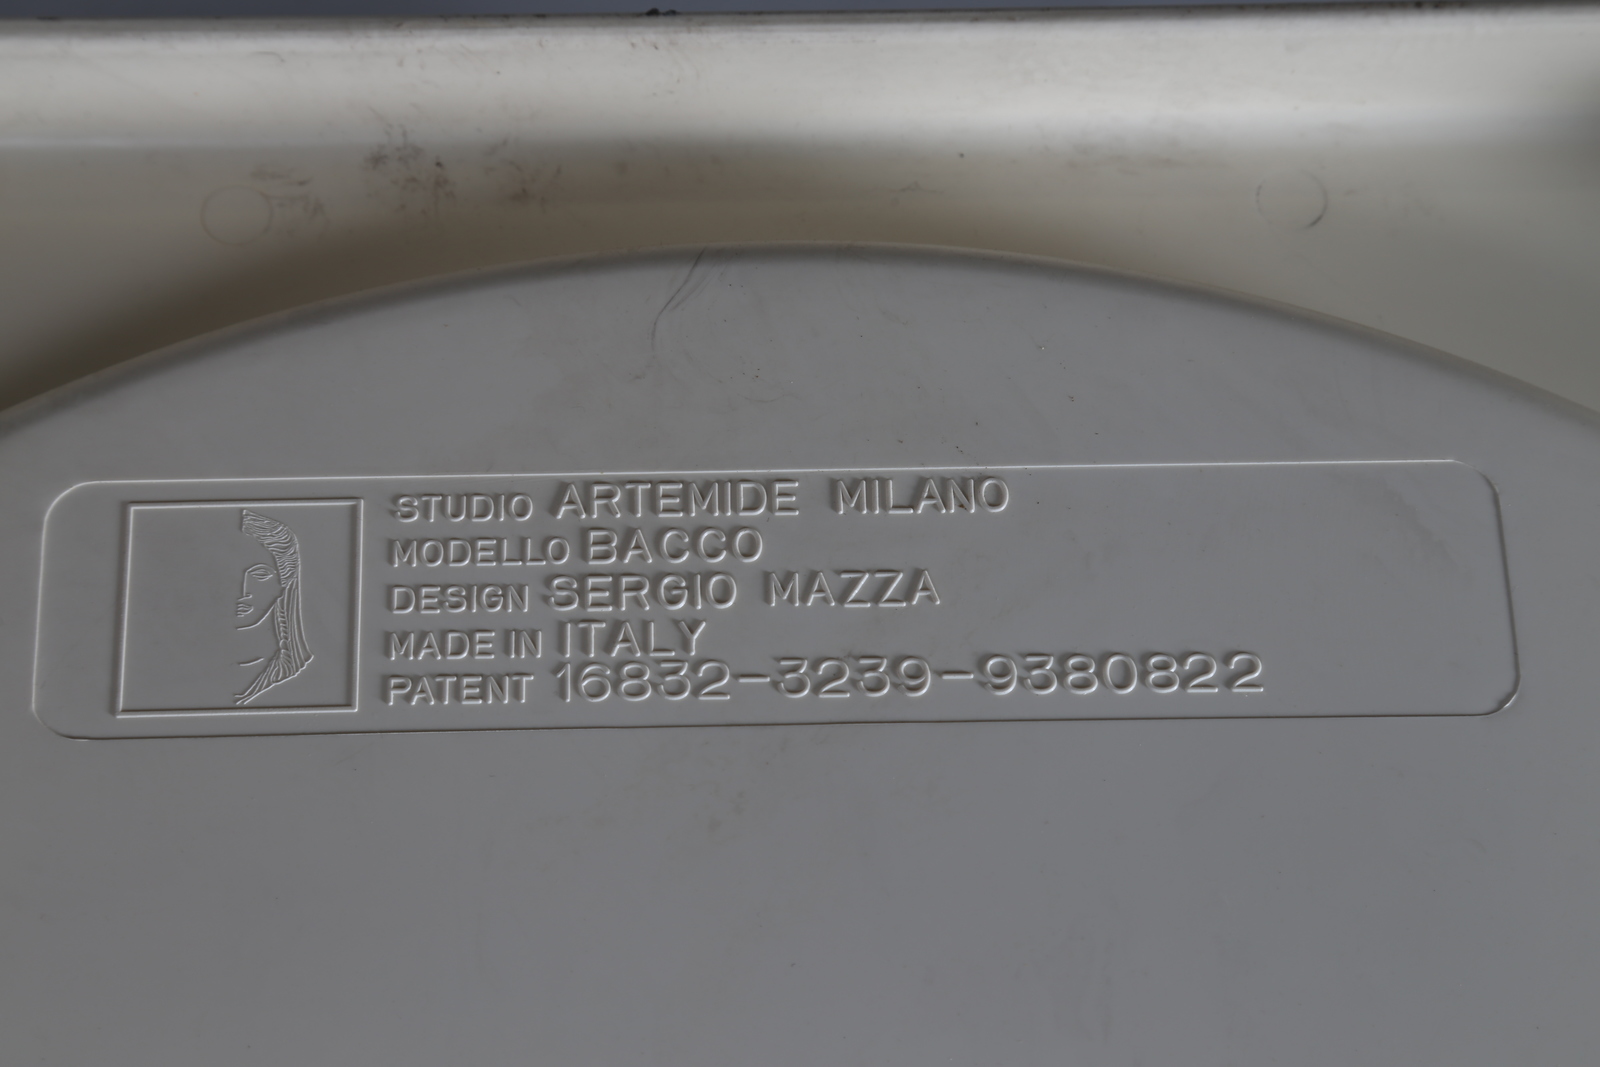 STUDIO ARTEMIDE MILANO
MODELLO BACCO
DESIGN SERGIO MAZZA
MADE IN ITALY
PATENT 16832-3239-9380822